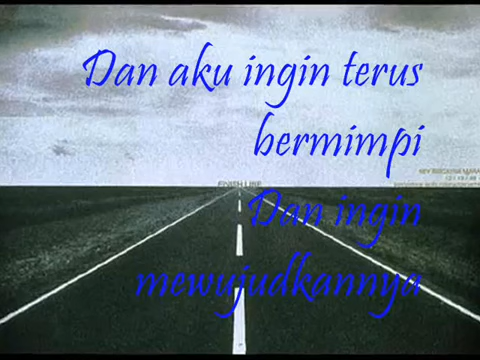 Dan aku ingin terus
bermimpi
FINISH LINE
Dan ingin
mewujudkannya